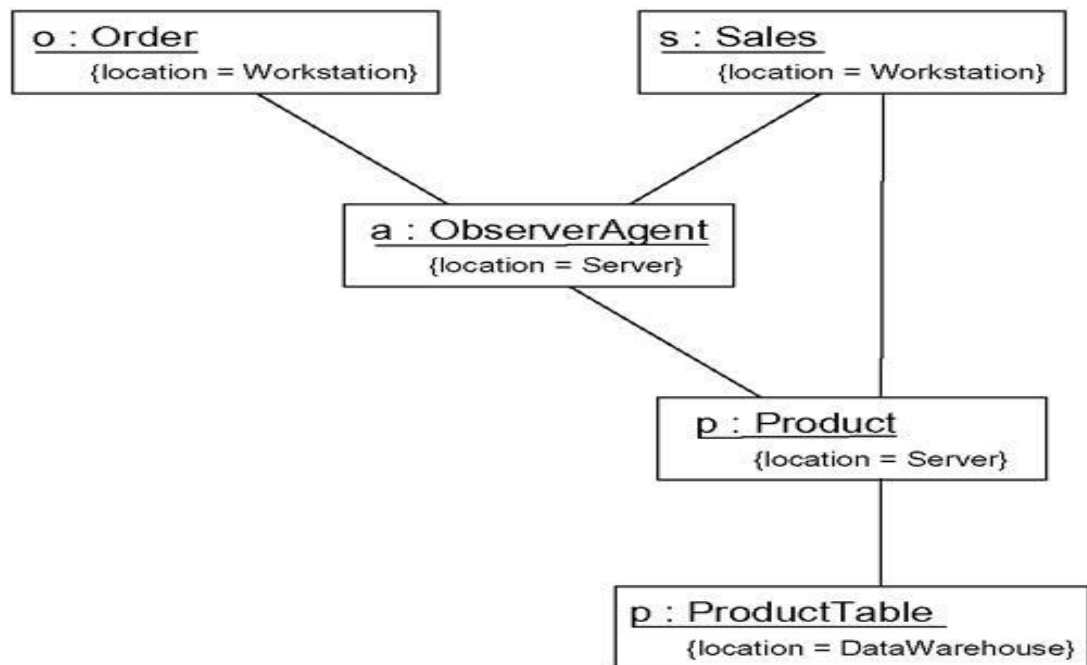 o : Order
{location = Workstation}
s : Sales
{location = Workstation}
a : ObserverAgent
{location = Server}
p : Product
{location = Server}
p : ProductTable
{location = DataWarehouse}